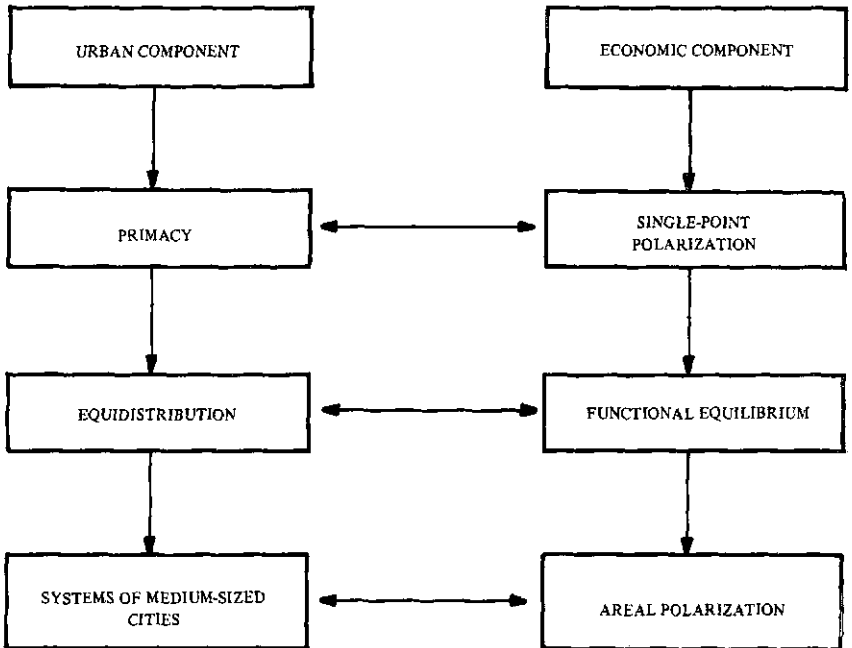 URBAN COMPONENT
ECONOMIC COMPONENT
PRIMACY
SINGLE-POINT
POLARIZATION
EQUIDISTRIBUTION
FUNCTIONAL EQUILIBRIUM
SYSTEMS OF MEDIUM-SIZED
CITIES
AREAL POLARIZATION